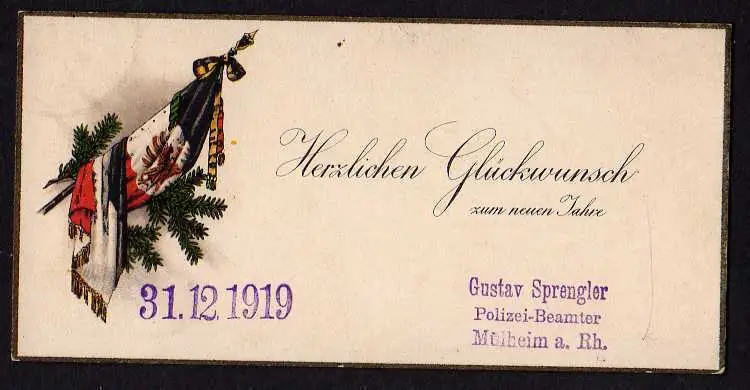 Herzlichen Glückwunsch
zum neuen Jahre
31.12.1919
Gustav Sprengler
Polizei-Beamter
Mülheim a. Rh.